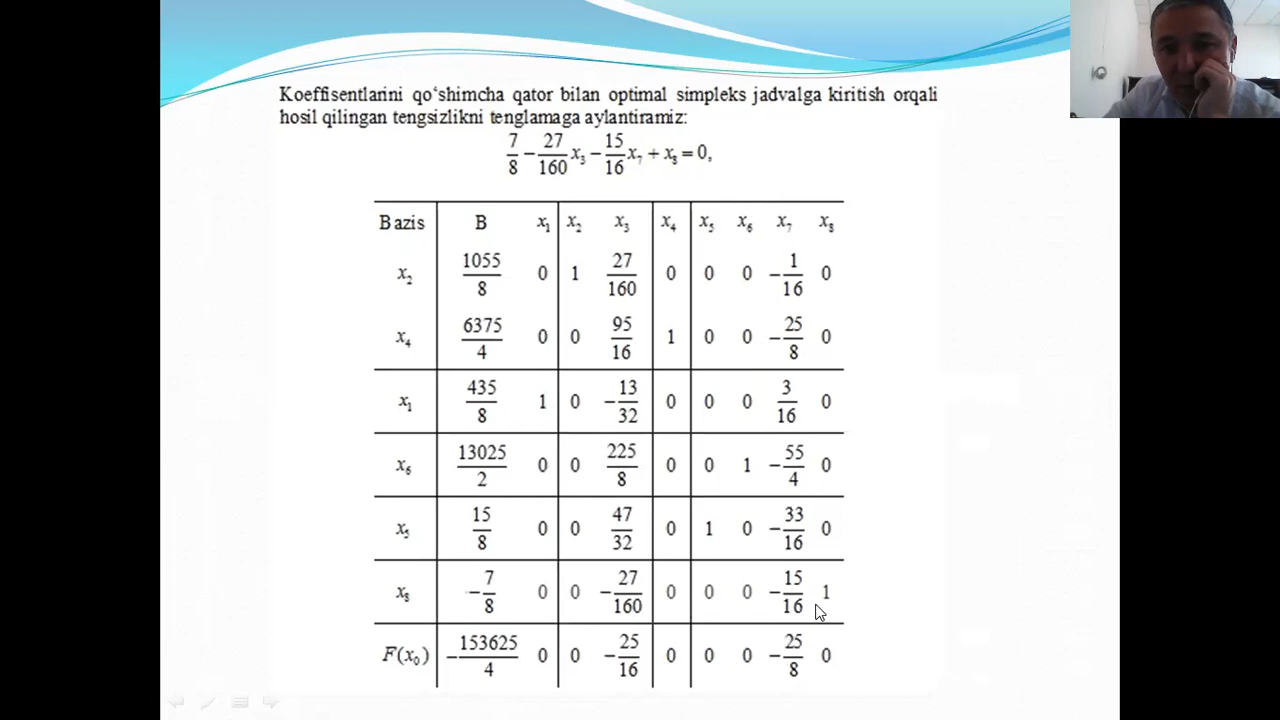 Koeffisentlarini qo‘shimcha qator bilan optimal simpleks jadvalga kiritish orqali
hosil qilingan tengsizlikni tenglamaga aylantiramiz:
7/8 − 27/160 x₃ − 15/16 x₇ + x₈ = 0,
Bazis B x₁ x₂ x₃ x₄ x₅ x₆ x₇ x₈
x₂ 1055/8 0 1 27/160 0 0 0 −1/16 0
x₄ 6375/4 0 0 95/16 1 0 0 −25/8 0
x₁ 435/8 1 0 −13/32 0 0 0 3/16 0
x₆ 13025/2 0 0 225/8 0 0 1 −55/4 0
x₅ 15/8 0 0 47/32 0 1 0 −33/16 0
x₈ −7/8 0 0 −27/160 0 0 0 −15/16 1
F(x₀) −153625/4 0 0 −25/16 0 0 0 −25/8 0